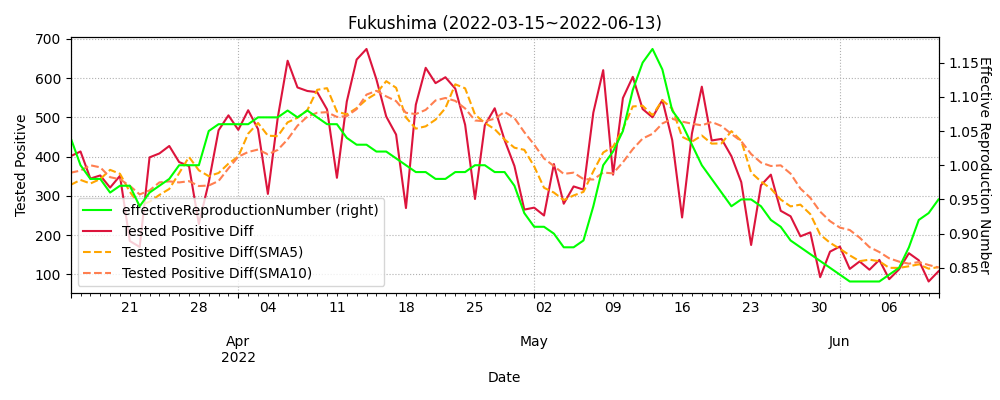 Fukushima (2022-03-15~2022-06-13)
Tested Positive
700
600
500
400
300
200
100
1.15
1.10
1.05
1.00
0.95
0.90
0.85
Effective Reproduction Number
effectiveReproductionNumber (right)
Tested Positive Diff
Tested Positive Diff(SMA5)
Tested Positive Diff(SMA10)
21 28 04 11 18 25 02 09 16 23 30 06
Apr May Jun
2022
Date